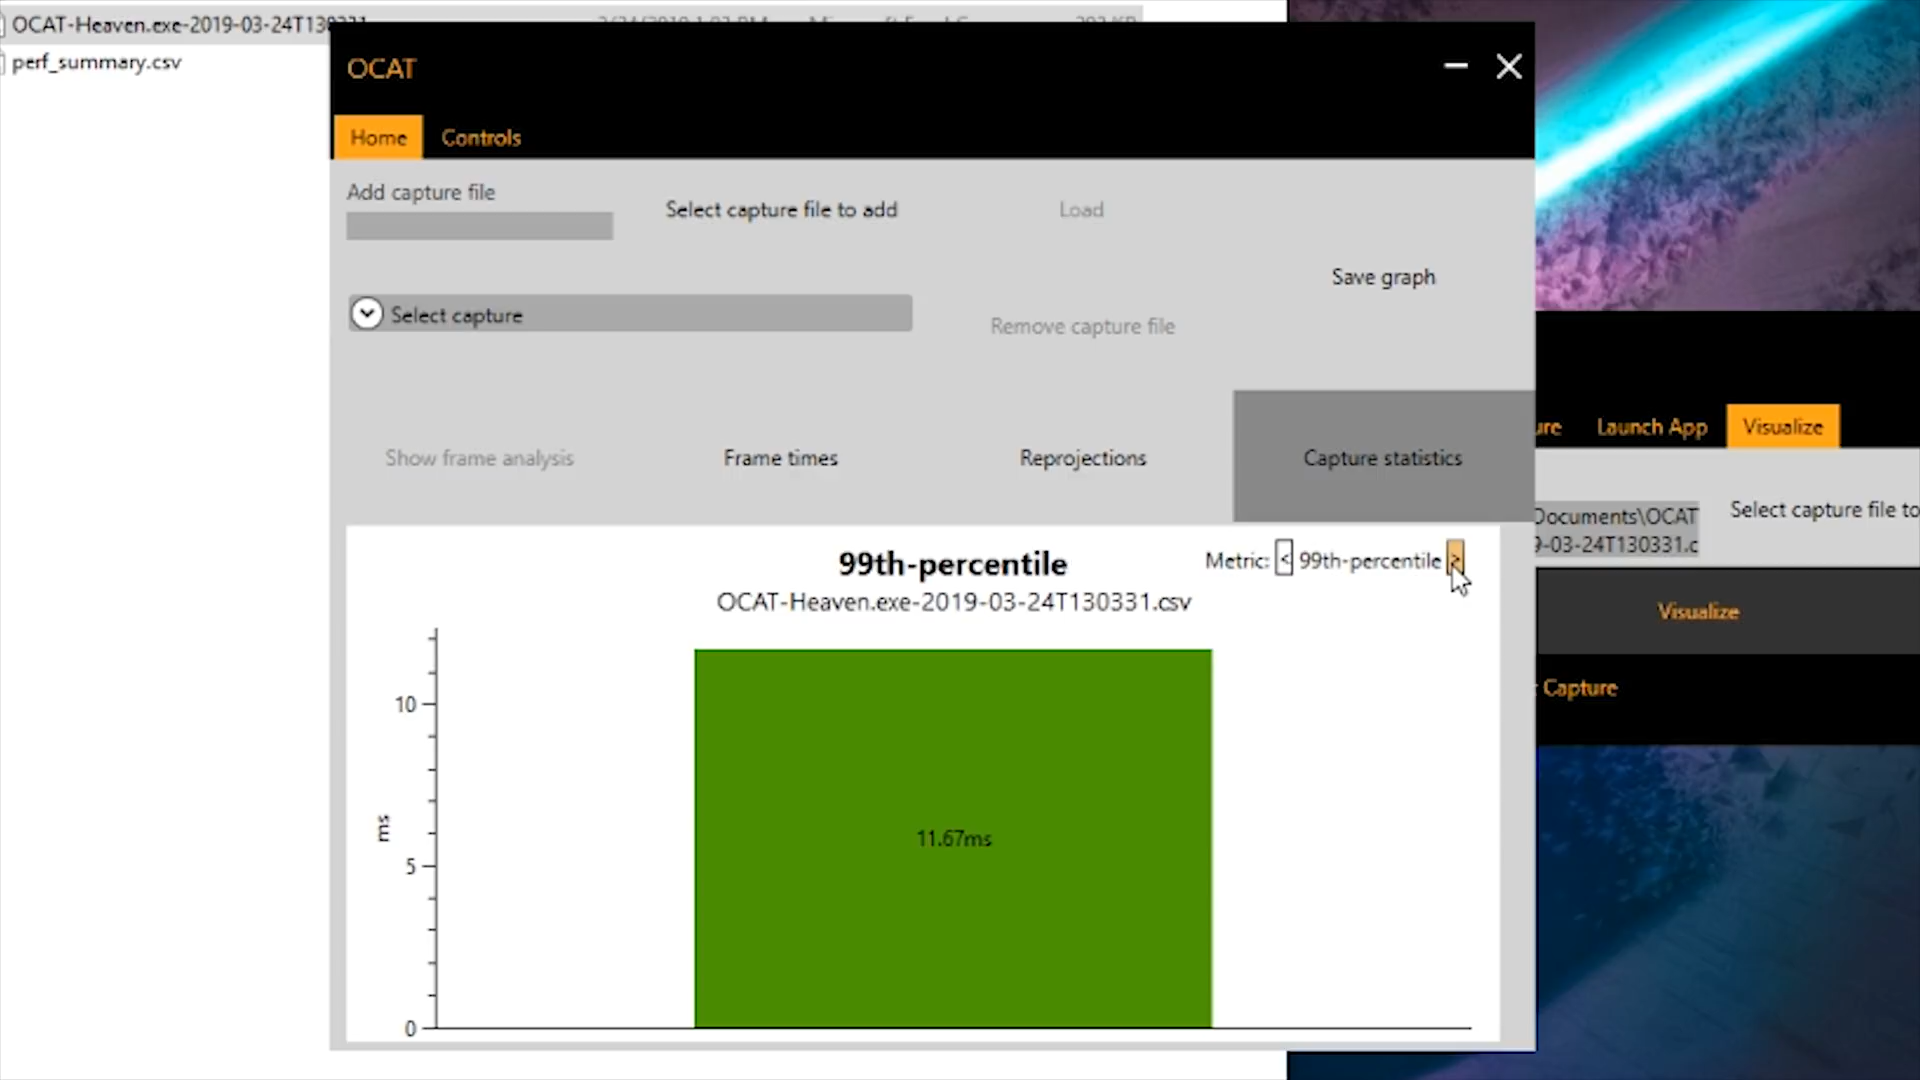 OCAT-Heaven.exe-2019-03-24T130331
perf_summary.csv
OCAT
Home
Controls
Add capture file
Select capture file to add
Load
Save graph
Select capture
Remove capture file
Show frame analysis
Frame times
Reprojections
Capture statistics
99th-percentile
Metric: < 99th-percentile >
OCAT-Heaven.exe-2019-03-24T130331.csv
10
5
0
ms
11.67ms
Launch App
Visualize
Documents\OCAT
9-03-24T130331.c
Select capture file to
Visualize
Capture